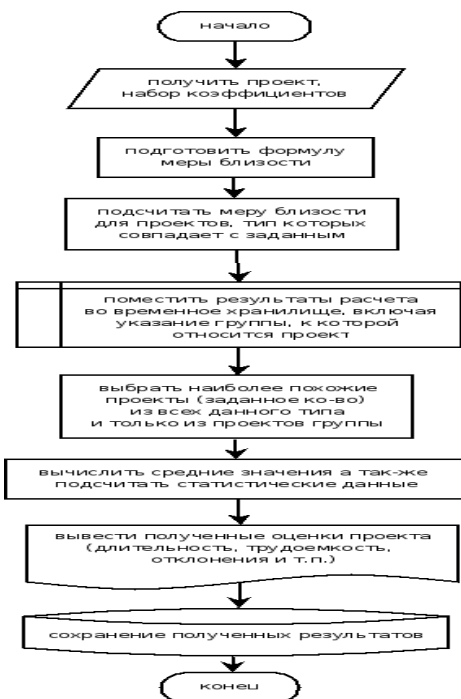 начало
получить проект,
набор коэффициентов
подготовить формулу
меры близости
подсчитать меру близости
для проектов, тип которых
совпадает с заданным
поместить результаты расчета
во временное хранилище, включая
указание группы, к которой
относится проект
выбрать наиболее похожие
проекты (заданное ко-во)
из всех данного типа
и только из проектов группы
вычислить средние значения а так-же
подсчитать статистические данные
вывести полученные оценки проекта
(длительность, трудоемкость,
отклонения и т.п.)
сохранение полученных результатов
конец